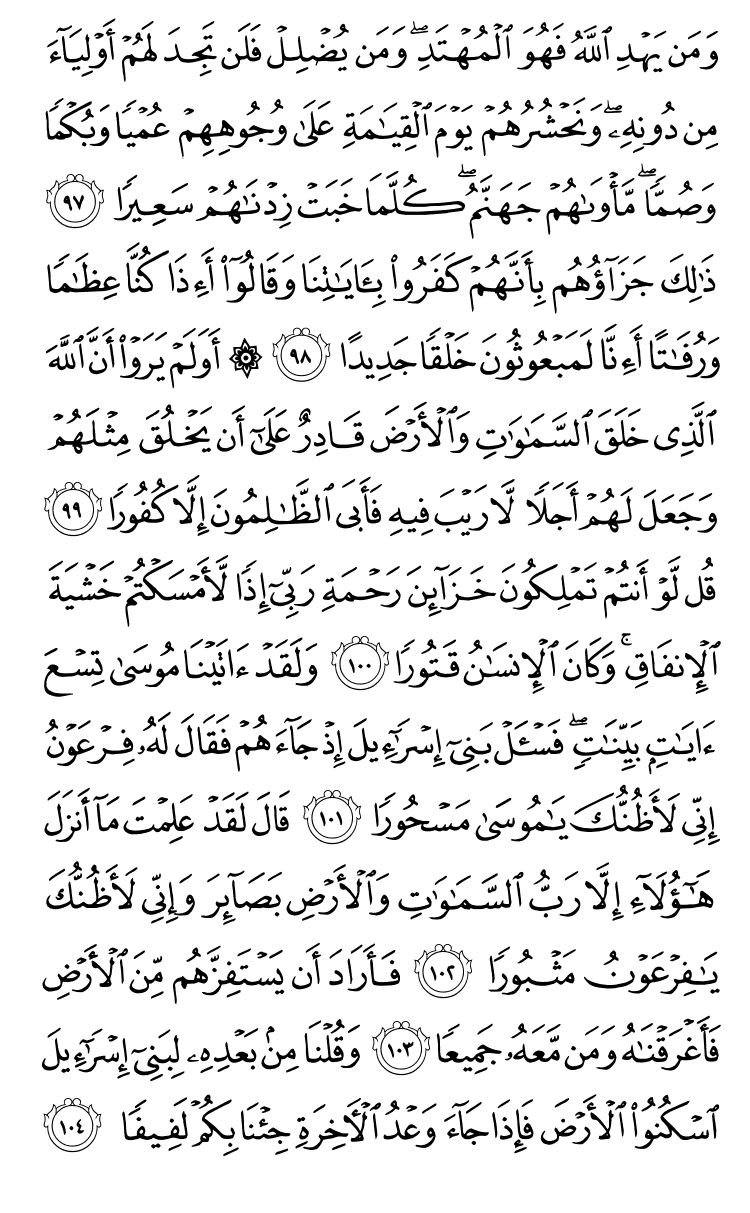 وَمَن يَهۡدِ ٱللَّهُ فَهُوَ ٱلۡمُهۡتَدِۖ وَمَن يُضۡلِلۡ فَلَن تَجِدَ لَهُمۡ أَوۡلِيَآءَ
مِن دُونِهِۦۖ وَنَحۡشُرُهُمۡ يَوۡمَ ٱلۡقِيَٰمَةِ عَلَىٰ وُجُوهِهِمۡ عُمۡيٗا وَبُكۡمٗا
وَصُمّٗاۖ مَّأۡوَىٰهُمۡ جَهَنَّمُۖ كُلَّمَا خَبَتۡ زِدۡنَٰهُمۡ سَعِيرٗا ٩٧
ذَٰلِكَ جَزَآؤُهُم بِأَنَّهُمۡ كَفَرُواْ بِـَٔايَٰتِنَا وَقَالُوٓاْ أَءِذَا كُنَّا عِظَٰمٗا
وَرُفَٰتًا أَءِنَّا لَمَبۡعُوثُونَ خَلۡقٗا جَدِيدًا ٩٨ ۞ أَوَلَمۡ يَرَوۡاْ أَنَّ ٱللَّهَ
ٱلَّذِي خَلَقَ ٱلسَّمَٰوَٰتِ وَٱلۡأَرۡضَ قَادِرٌ عَلَىٰٓ أَن يَخۡلُقَ مِثۡلَهُمۡ
وَجَعَلَ لَهُمۡ أَجَلٗا لَّا رَيۡبَ فِيهِ فَأَبَى ٱلظَّٰلِمُونَ إِلَّا كُفُورٗا ٩٩
قُل لَّوۡ أَنتُمۡ تَمۡلِكُونَ خَزَآئِنَ رَحۡمَةِ رَبِّيٓ إِذٗا لَّأَمۡسَكۡتُمۡ خَشۡيَةَ
ٱلۡإِنفَاقِۚ وَكَانَ ٱلۡإِنسَٰنُ قَتُورٗا ١٠٠ وَلَقَدۡ ءَاتَيۡنَا مُوسَىٰ تِسۡعَ
ءَايَٰتِۭ بَيِّنَٰتٖۖ فَسۡـَٔلۡ بَنِيٓ إِسۡرَٰٓءِيلَ إِذۡ جَآءَهُمۡ فَقَالَ لَهُۥ فِرۡعَوۡنُ
إِنِّي لَأَظُنُّكَ يَٰمُوسَىٰ مَسۡحُورٗا ١٠١ قَالَ لَقَدۡ عَلِمۡتَ مَآ أَنزَلَ
هَٰٓؤُلَآءِ إِلَّا رَبُّ ٱلسَّمَٰوَٰتِ وَٱلۡأَرۡضِ بَصَآئِرَ وَإِنِّي لَأَظُنُّكَ
يَٰفِرۡعَوۡنُ مَثۡبُورٗا ١٠٢ فَأَرَادَ أَن يَسۡتَفِزَّهُم مِّنَ ٱلۡأَرۡضِ
فَأَغۡرَقۡنَٰهُ وَمَن مَّعَهُۥ جَمِيعٗا ١٠٣ وَقُلۡنَا مِنۢ بَعۡدِهِۦ لِبَنِيٓ إِسۡرَٰٓءِيلَ
ٱسۡكُنُواْ ٱلۡأَرۡضَ فَإِذَا جَآءَ وَعۡدُ ٱلۡأٓخِرَةِ جِئۡنَا بِكُمۡ لَفِيفٗا ١٠٤